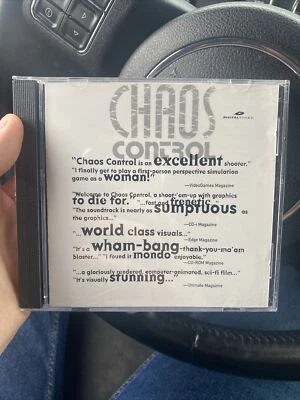 CHAOS
CONTROL
"Chaos Control is an excellent shooter."
"I finally get to play a first-person perspective simulation
game as a woman!"
—VideoGames Magazine
"Welcome to Chaos Control, a shoot-'em-up with graphics
to die for." "...fast and frenetic."
"The soundtrack is nearly as sumptuous as
the graphics..."
—CD-i Magazine
"...world class visuals..."
—Edge Magazine
"It's a wham-bang-thank-you-ma'am
blaster..." "I found it mondo enjoyable."
—CD-ROM Magazine
"...a gloriously rendered, computer-animated, sci-fi film..."
"It's visually stunning..."
—Ultimate Magazine